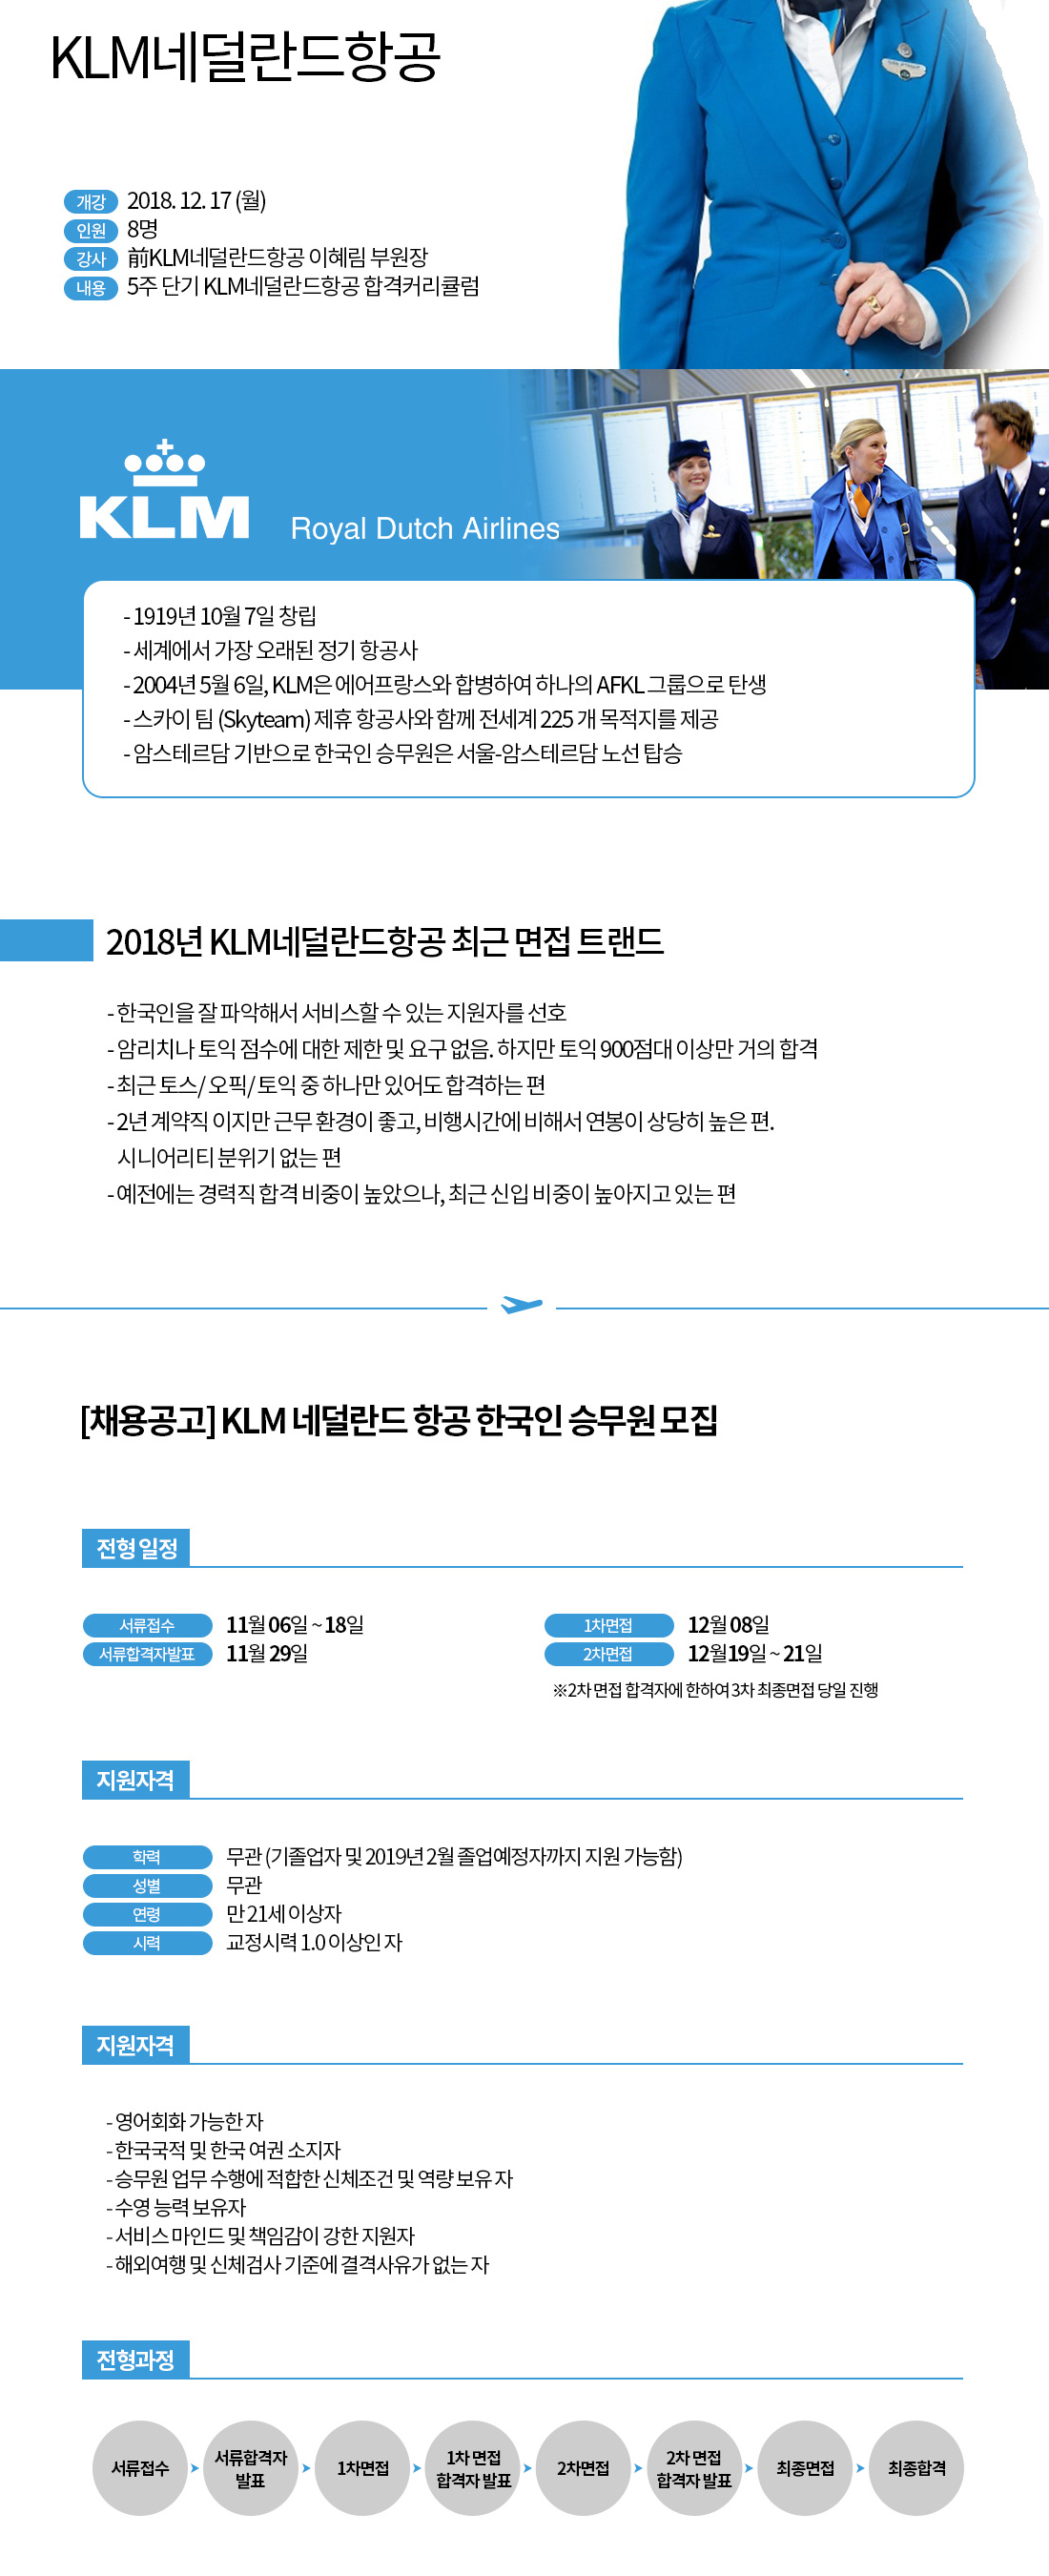 KLM네덜란드항공
개강 2018. 12. 17 (월)
인원 8명
강사 前KLM네덜란드항공 이혜림 부원장
내용 5주 단기 KLM네덜란드항공 합격커리큘럼
KLM Royal Dutch Airlines
- 1919년 10월 7일 창립
- 세계에서 가장 오래된 정기 항공사
- 2004년 5월 6일, KLM은 에어프랑스와 합병하여 하나의 AFKL 그룹으로 탄생
- 스카이 팀 (Skyteam) 제휴 항공사와 함께 전세계 225 개 목적지를 제공
- 암스테르담 기반으로 한국인 승무원은 서울-암스테르담 노선 탑승
2018년 KLM네덜란드항공 최근 면접 트랜드
- 한국인을 잘 파악해서 서비스할 수 있는 지원자를 선호
- 암리치나 토익 점수에 대한 제한 및 요구 없음. 하지만 토익 900점대 이상만 거의 합격
- 최근 토스/ 오픽/ 토익 중 하나만 있어도 합격하는 편
- 2년 계약직 이지만 근무 환경이 좋고, 비행시간에 비해서 연봉이 상당히 높은 편.
시니어리티 분위기 없는 편
- 예전에는 경력직 합격 비중이 높았으나, 최근 신입 비중이 높아지고 있는 편
[채용공고] KLM 네덜란드 항공 한국인 승무원 모집
전형 일정
서류접수 11월 06일 ~ 18일
서류합격자발표 11월 29일
1차면접 12월 08일
2차면접 12월19일 ~ 21일
※2차 면접 합격자에 한하여 3차 최종면접 당일 진행
지원자격
학력 무관 (기졸업자 및 2019년 2월 졸업예정자까지 지원 가능함)
성별 무관
연령 만 21세 이상자
시력 교정시력 1.0 이상인 자
지원자격
- 영어회화 가능한 자
- 한국국적 및 한국 여권 소지자
- 승무원 업무 수행에 적합한 신체조건 및 역량 보유 자
- 수영 능력 보유자
- 서비스 마인드 및 책임감이 강한 지원자
- 해외여행 및 신체검사 기준에 결격사유가 없는 자
전형과정
서류접수
서류합격자
발표
1차면접
1차 면접
합격자 발표
2차면접
2차 면접
합격자 발표
최종면접
최종합격